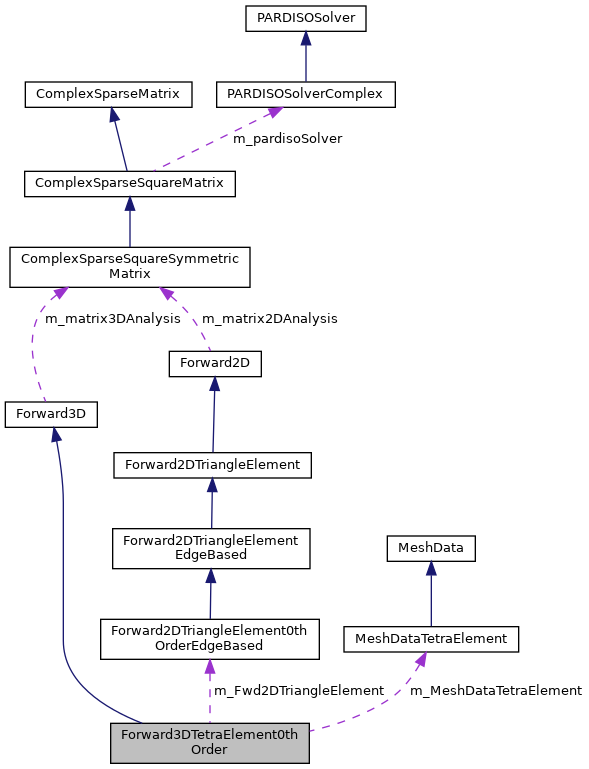 PARDISOSolver
ComplexSparseMatrix
PARDISOSolverComplex
m_pardisoSolver
ComplexSparseSquareMatrix
ComplexSparseSquareSymmetric
Matrix
m_matrix3DAnalysis
m_matrix2DAnalysis
Forward2D
Forward3D
Forward2DTriangleElement
Forward2DTriangleElement
EdgeBased
MeshData
Forward2DTriangleElement0th
OrderEdgeBased
MeshDataTetraElement
m_Fwd2DTriangleElement
m_MeshDataTetraElement
Forward3DTetraElement0th
Order